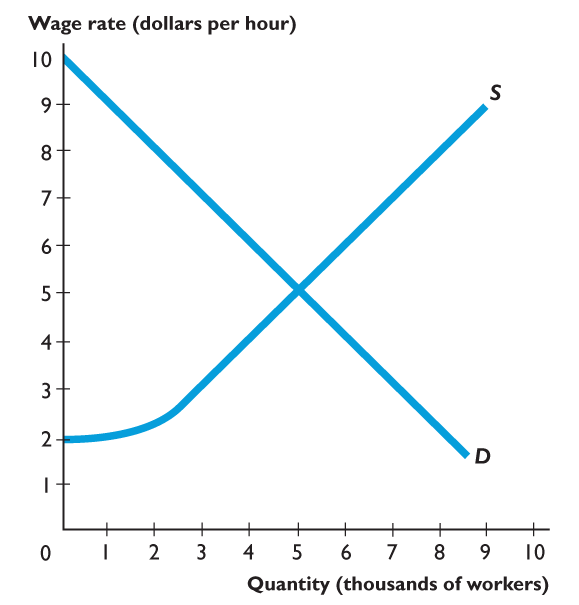 Wage rate (dollars per hour)
10
9
8
7
6
5
4
3
2
1
0
S
D
1 2 3 4 5 6 7 8 9 10
Quantity (thousands of workers)